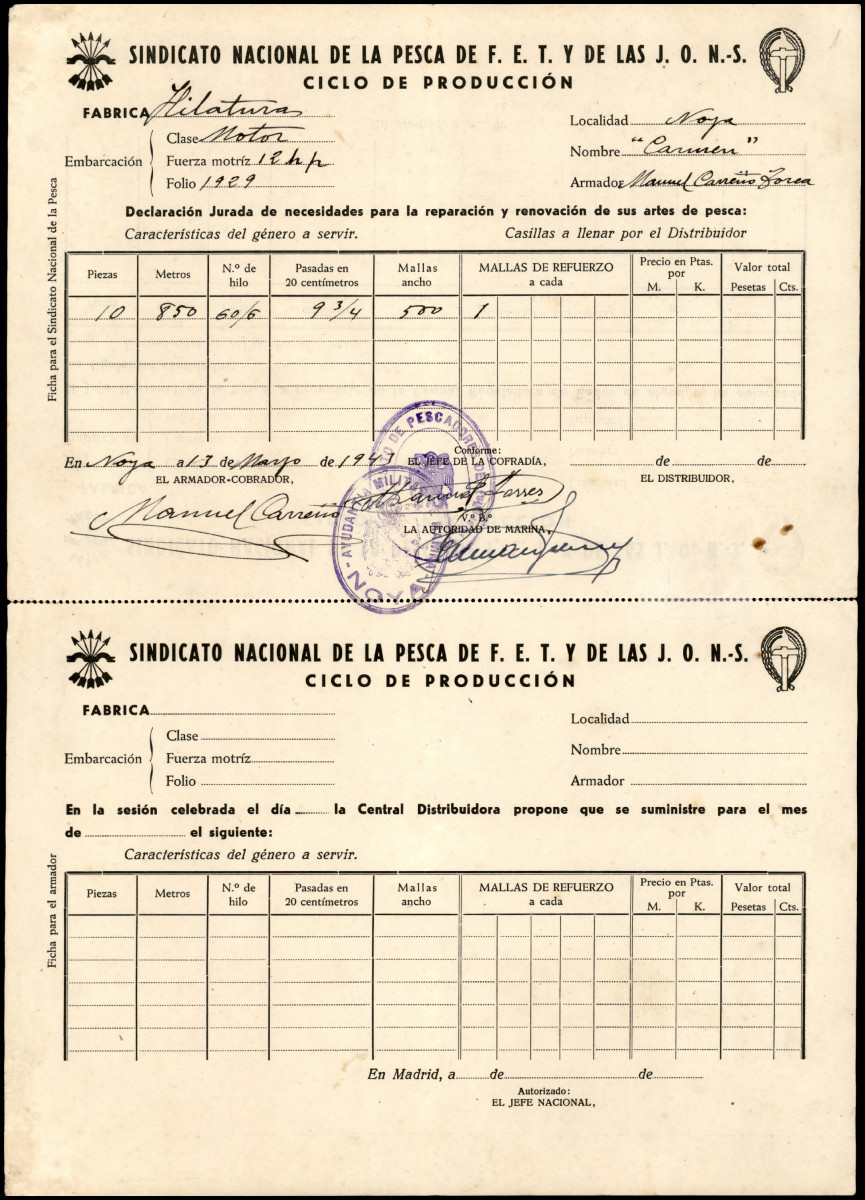 1
SINDICATO NACIONAL DE LA PESCA DE F. E. T. Y DE LAS J. O. N.-S.
CICLO DE PRODUCCIÓN
FABRICA Hilaturas
Localidad Noya
Embarcación
Clase Motor
Fuerza motríz 12 h p
Folio 1929
Nombre "Carmen"
Armador Manuel Carreño
Ficha para el Sindicato Nacional de la Pesca
Declaración Jurada de necesidades para la reparación y renovación de sus artes de pesca:
Características del género a servir. Casillas a llenar por el Distribuidor
Piezas Metros N.º de hilo Pasadas en 20 centímetros Mallas ancho MALLAS DE REFUERZO a cada Precio en Ptas. por M. K. Valor total Pesetas Cts.
10 850 60/6 9 3/4 500 1
En Noya a 13 de Mayo de 1943
Conforme:
EL JEFE DE LA COFRADÍA,
de de
EL ARMADOR-COBRADOR,
EL DISTRIBUIDOR,
Manuel Carreño
Torres
V.º B.º
LA AUTORIDAD DE MARINA,
DE PESCADORES DE
AYUDANTIA MILITAR DE MARINA
NOYA
SINDICATO NACIONAL DE LA PESCA DE F. E. T. Y DE LAS J. O. N.-S.
CICLO DE PRODUCCIÓN
FABRICA
Localidad
Embarcación
Clase
Fuerza motríz
Folio
Nombre
Armador
En la sesión celebrada el día la Central Distribuidora propone que se suministre para el mes
de el siguiente:
Características del género a servir.
Ficha para el armador
Piezas Metros N.º de hilo Pasadas en 20 centímetros Mallas ancho MALLAS DE REFUERZO a cada Precio en Ptas. por M. K. Valor total Pesetas Cts.
En Madrid, a de de
Autorizado:
EL JEFE NACIONAL,